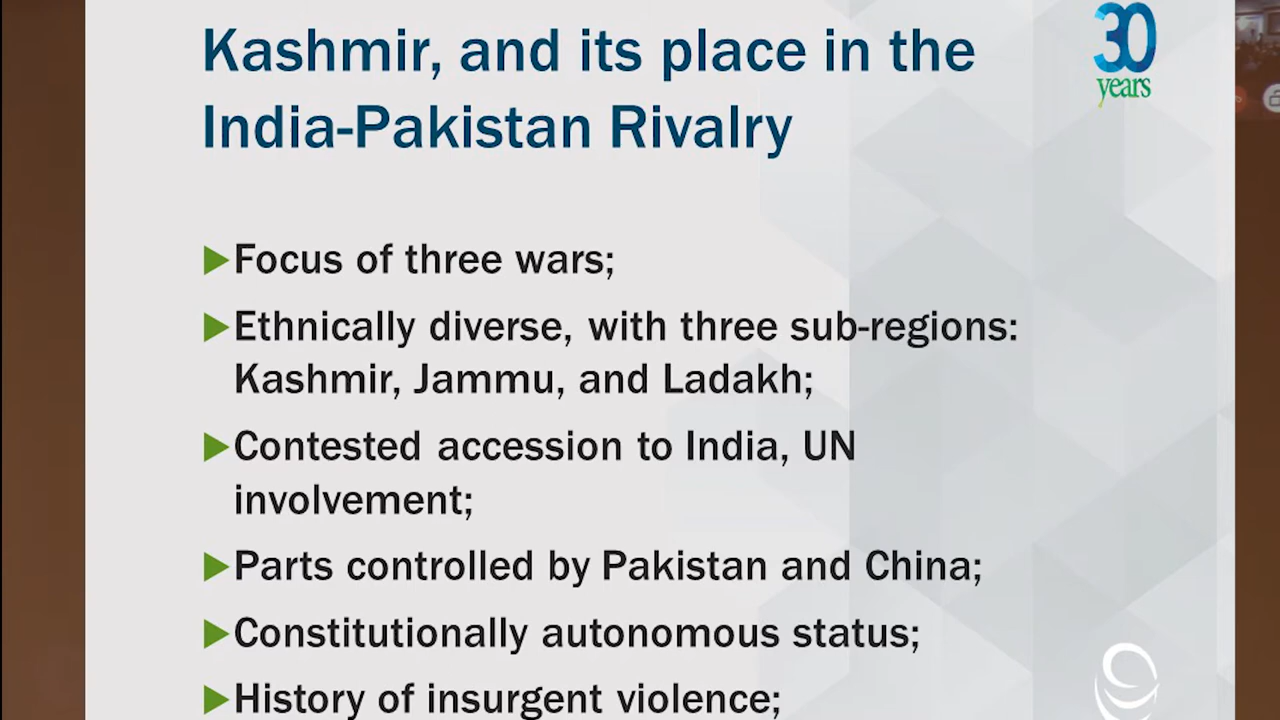 Kashmir, and its place in the
India-Pakistan Rivalry
30
years
Focus of three wars;
Ethnically diverse, with three sub-regions:
Kashmir, Jammu, and Ladakh;
Contested accession to India, UN
involvement;
Parts controlled by Pakistan and China;
Constitutionally autonomous status;
History of insurgent violence;